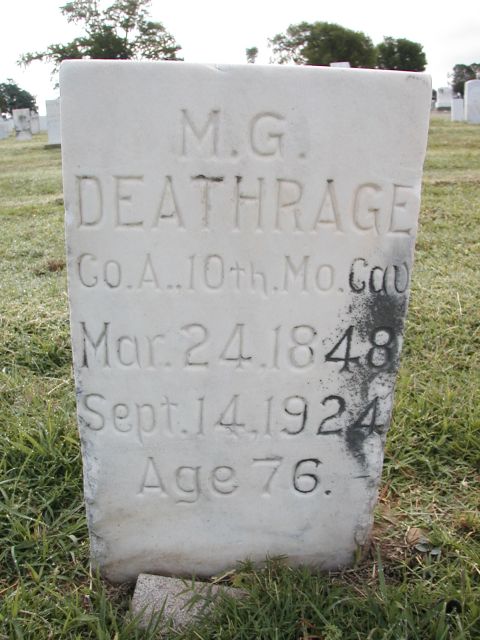 M.G.
DEATHRAGE
Co.A..10th.Mo.Cav
Mar.24.1848
Sept.14,1924
Age 76.